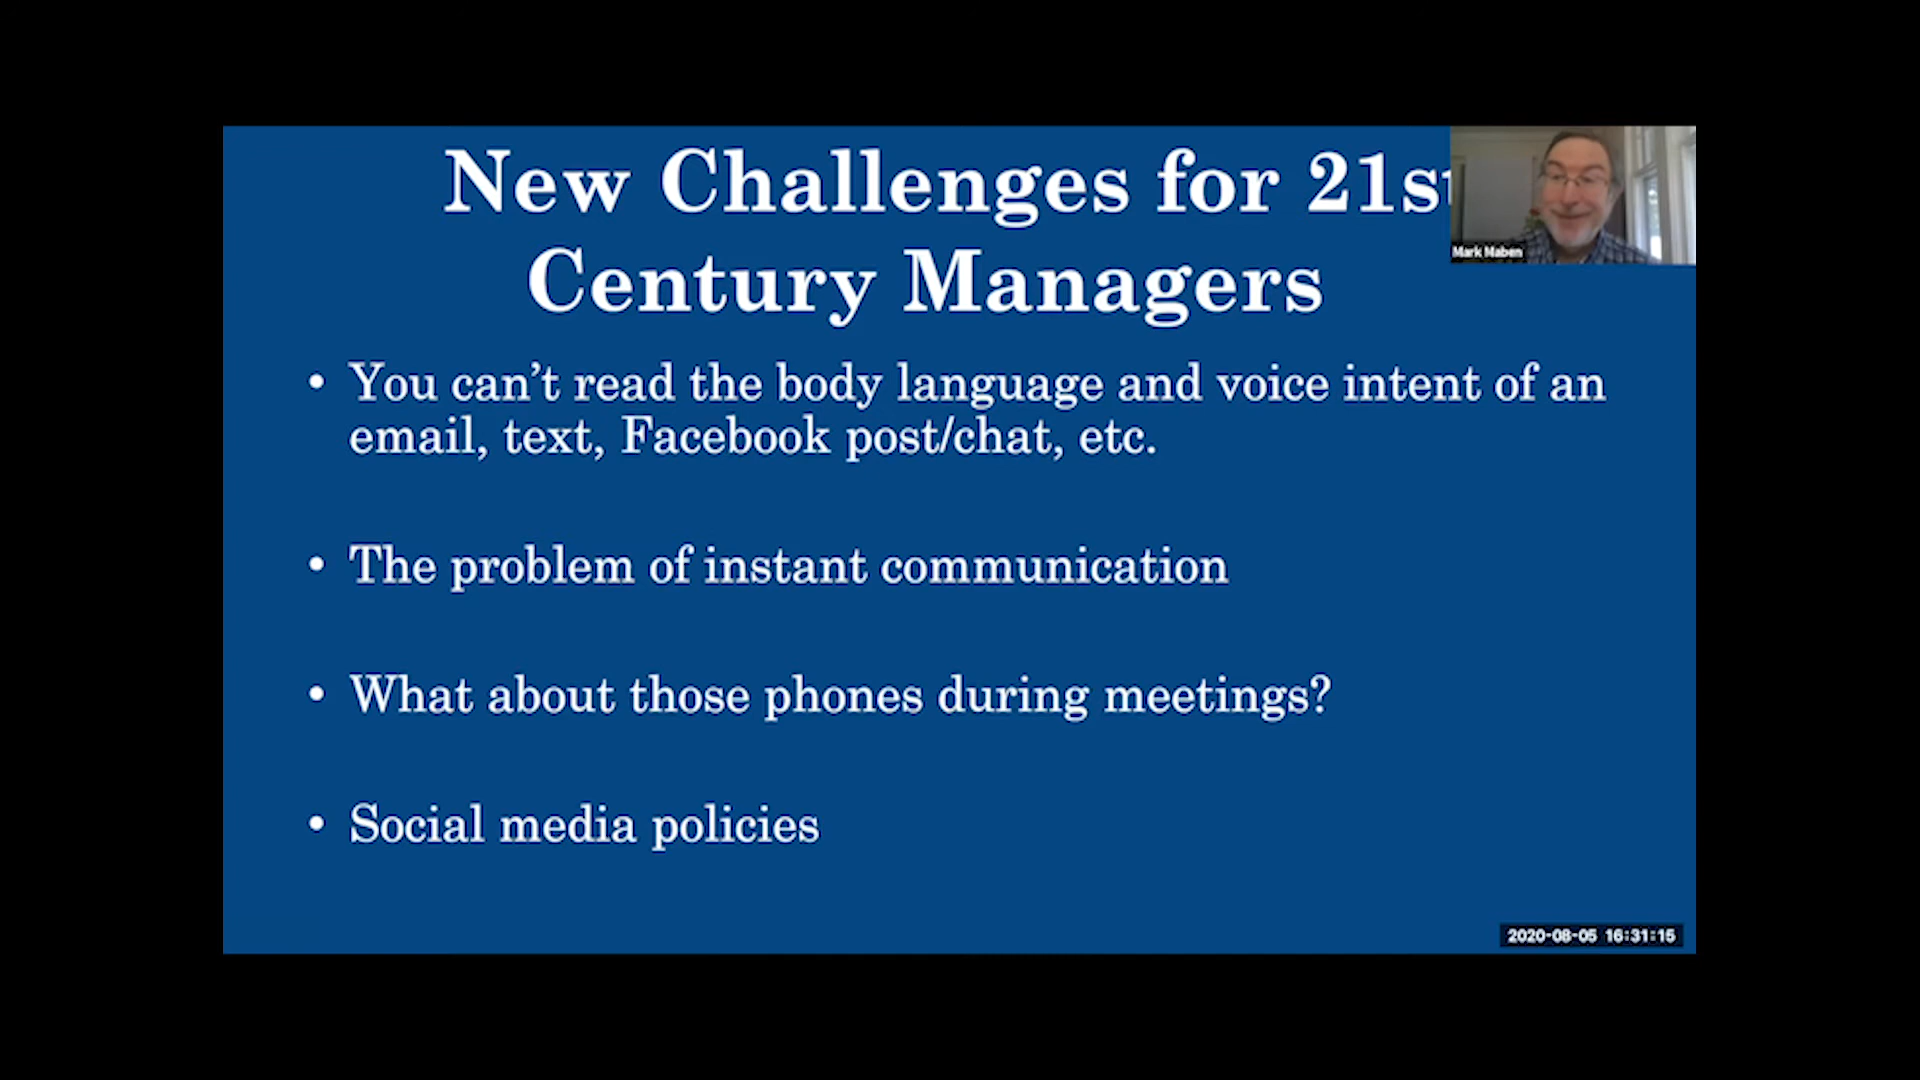 New Challenges for 21st
Century Managers
Mark Maben
• You can’t read the body language and voice intent of an
email, text, Facebook post/chat, etc.
• The problem of instant communication
• What about those phones during meetings?
• Social media policies
2020-08-05 16:31:15